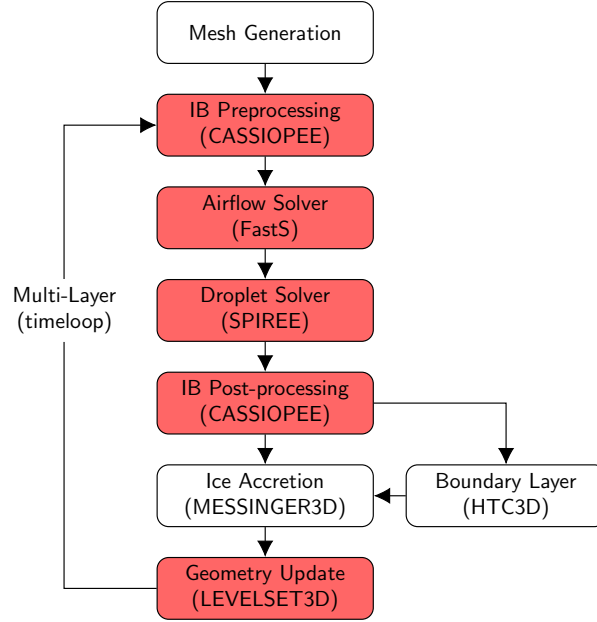 Mesh Generation
IB Preprocessing
(CASSIOPEE)
Airflow Solver
(FastS)
Multi-Layer
(timeloop)
Droplet Solver
(SPIREE)
IB Post-processing
(CASSIOPEE)
Ice Accretion
(MESSINGER3D)
Boundary Layer
(HTC3D)
Geometry Update
(LEVELSET3D)